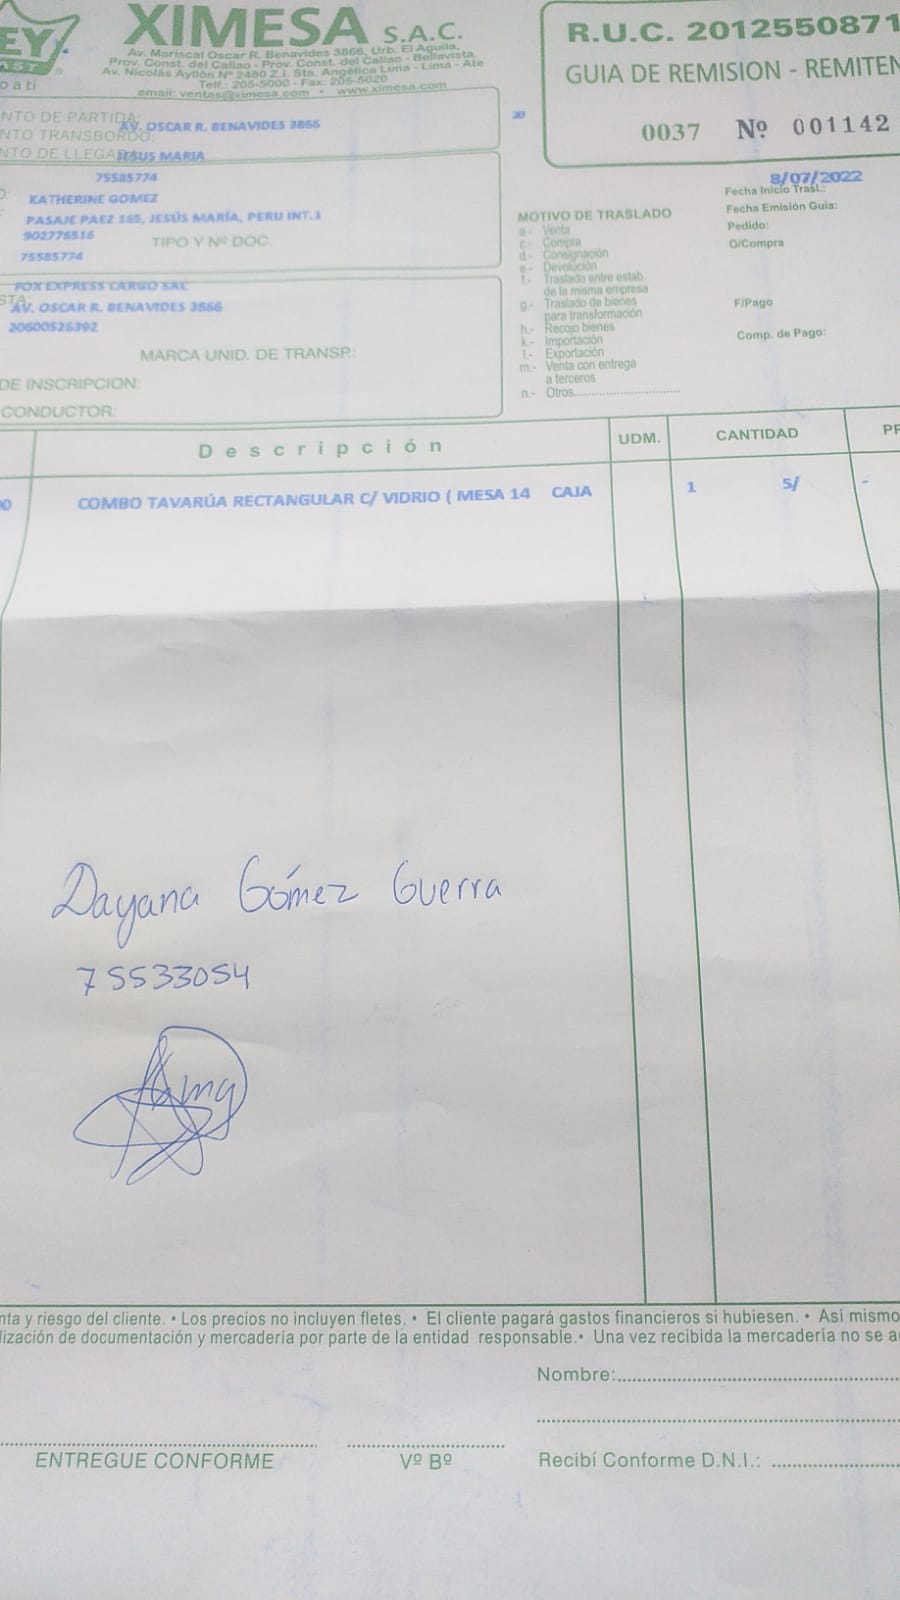 EY
AST
pati
XIMESA S.A.C.
Av. Mariscal Oscar R. Benavides 3866, Urb. El Aguila,
Prov. Const. del Callao - Prov. Const. del Callao - Bellavista
Av. Nicolás Ayllón Nº 2480 Z.I. Sta. Angélica Lima - Lima - Ate
Telf.: 205-5000 - Fax: 205-5020
email: ventas@ximesa.com • www.ximesa.com
R.U.C. 2012550871
GUIA DE REMISION - REMITEN
0037 Nº 001142
NTO DE PARTIDA: AV. OSCAR R. BENAVIDES 3866
NTO TRANSBORDO:
NTO DE LLEGADA: JESUS MARIA
20
75585774
KATHERINE GOMEZ
PASAJE PAEZ 165, JESÚS MARÍA, PERU INT.1
902776516 TIPO Y Nº DOC.
75585774
8/07/2022
Fecha Inicio Trasl.:
Fecha Emisión Guia:
Pedido:
O/Compra
F/Pago
Comp. de Pago:
MOTIVO DE TRASLADO
a.- Venta
c.- Compra
d.- Consignación
e.- Devolución
f.- Traslado entre estab.
de la misma empresa
g.- Traslado de bienes
para transformación
h.- Recojo bienes
k.- Importación
l.- Exportación
m.- Venta con entrega
a terceros
n.- Otros
FOX EXPRESS CARGO SAC
STA: AV. OSCAR R. BENAVIDES 3866
20600526392
MARCA UNID. DE TRANSP.:
DE INSCRIPCION:
CONDUCTOR:
Descripción UDM. CANTIDAD PR
00 COMBO TAVARÚA RECTANGULAR C/ VIDRIO ( MESA 14 CAJA 1 S/ -
Dayana Gómez Guerra
75533054
nta y riesgo del cliente. • Los precios no incluyen fletes. • El cliente pagará gastos financieros si hubiesen. • Así mismo
lización de documentación y mercadería por parte de la entidad responsable.• Una vez recibida la mercadería no se a
Nombre:
ENTREGUE CONFORME Vº Bº Recibí Conforme D.N.I.: